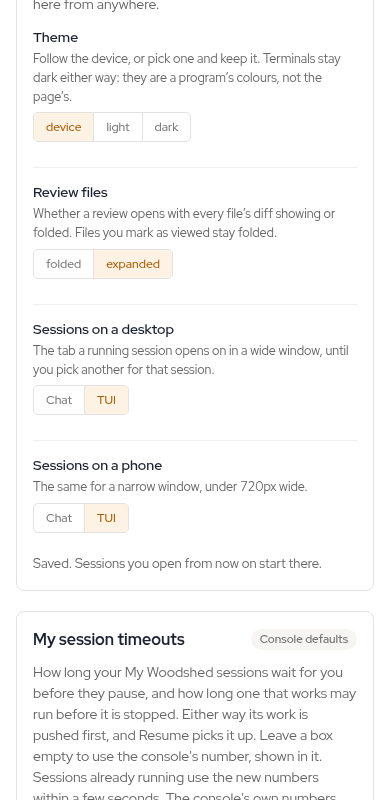 here from anywhere.
Theme
Follow the device, or pick one and keep it. Terminals stay
dark either way: they are a program’s colours, not the
page’s.
device light dark
Review files
Whether a review opens with every file’s diff showing or
folded. Files you mark as viewed stay folded.
folded expanded
Sessions on a desktop
The tab a running session opens on in a wide window, until
you pick another for that session.
Chat TUI
Sessions on a phone
The same for a narrow window, under 720px wide.
Chat TUI
Saved. Sessions you open from now on start there.
My session timeouts Console defaults
How long your My Woodshed sessions wait for you
before they pause, and how long one that works may
run before it is stopped. Either way its work is
pushed first, and Resume picks it up. Leave a box
empty to use the console's number, shown in it.
Sessions already running use the new numbers
within a few seconds. The console's own numbers